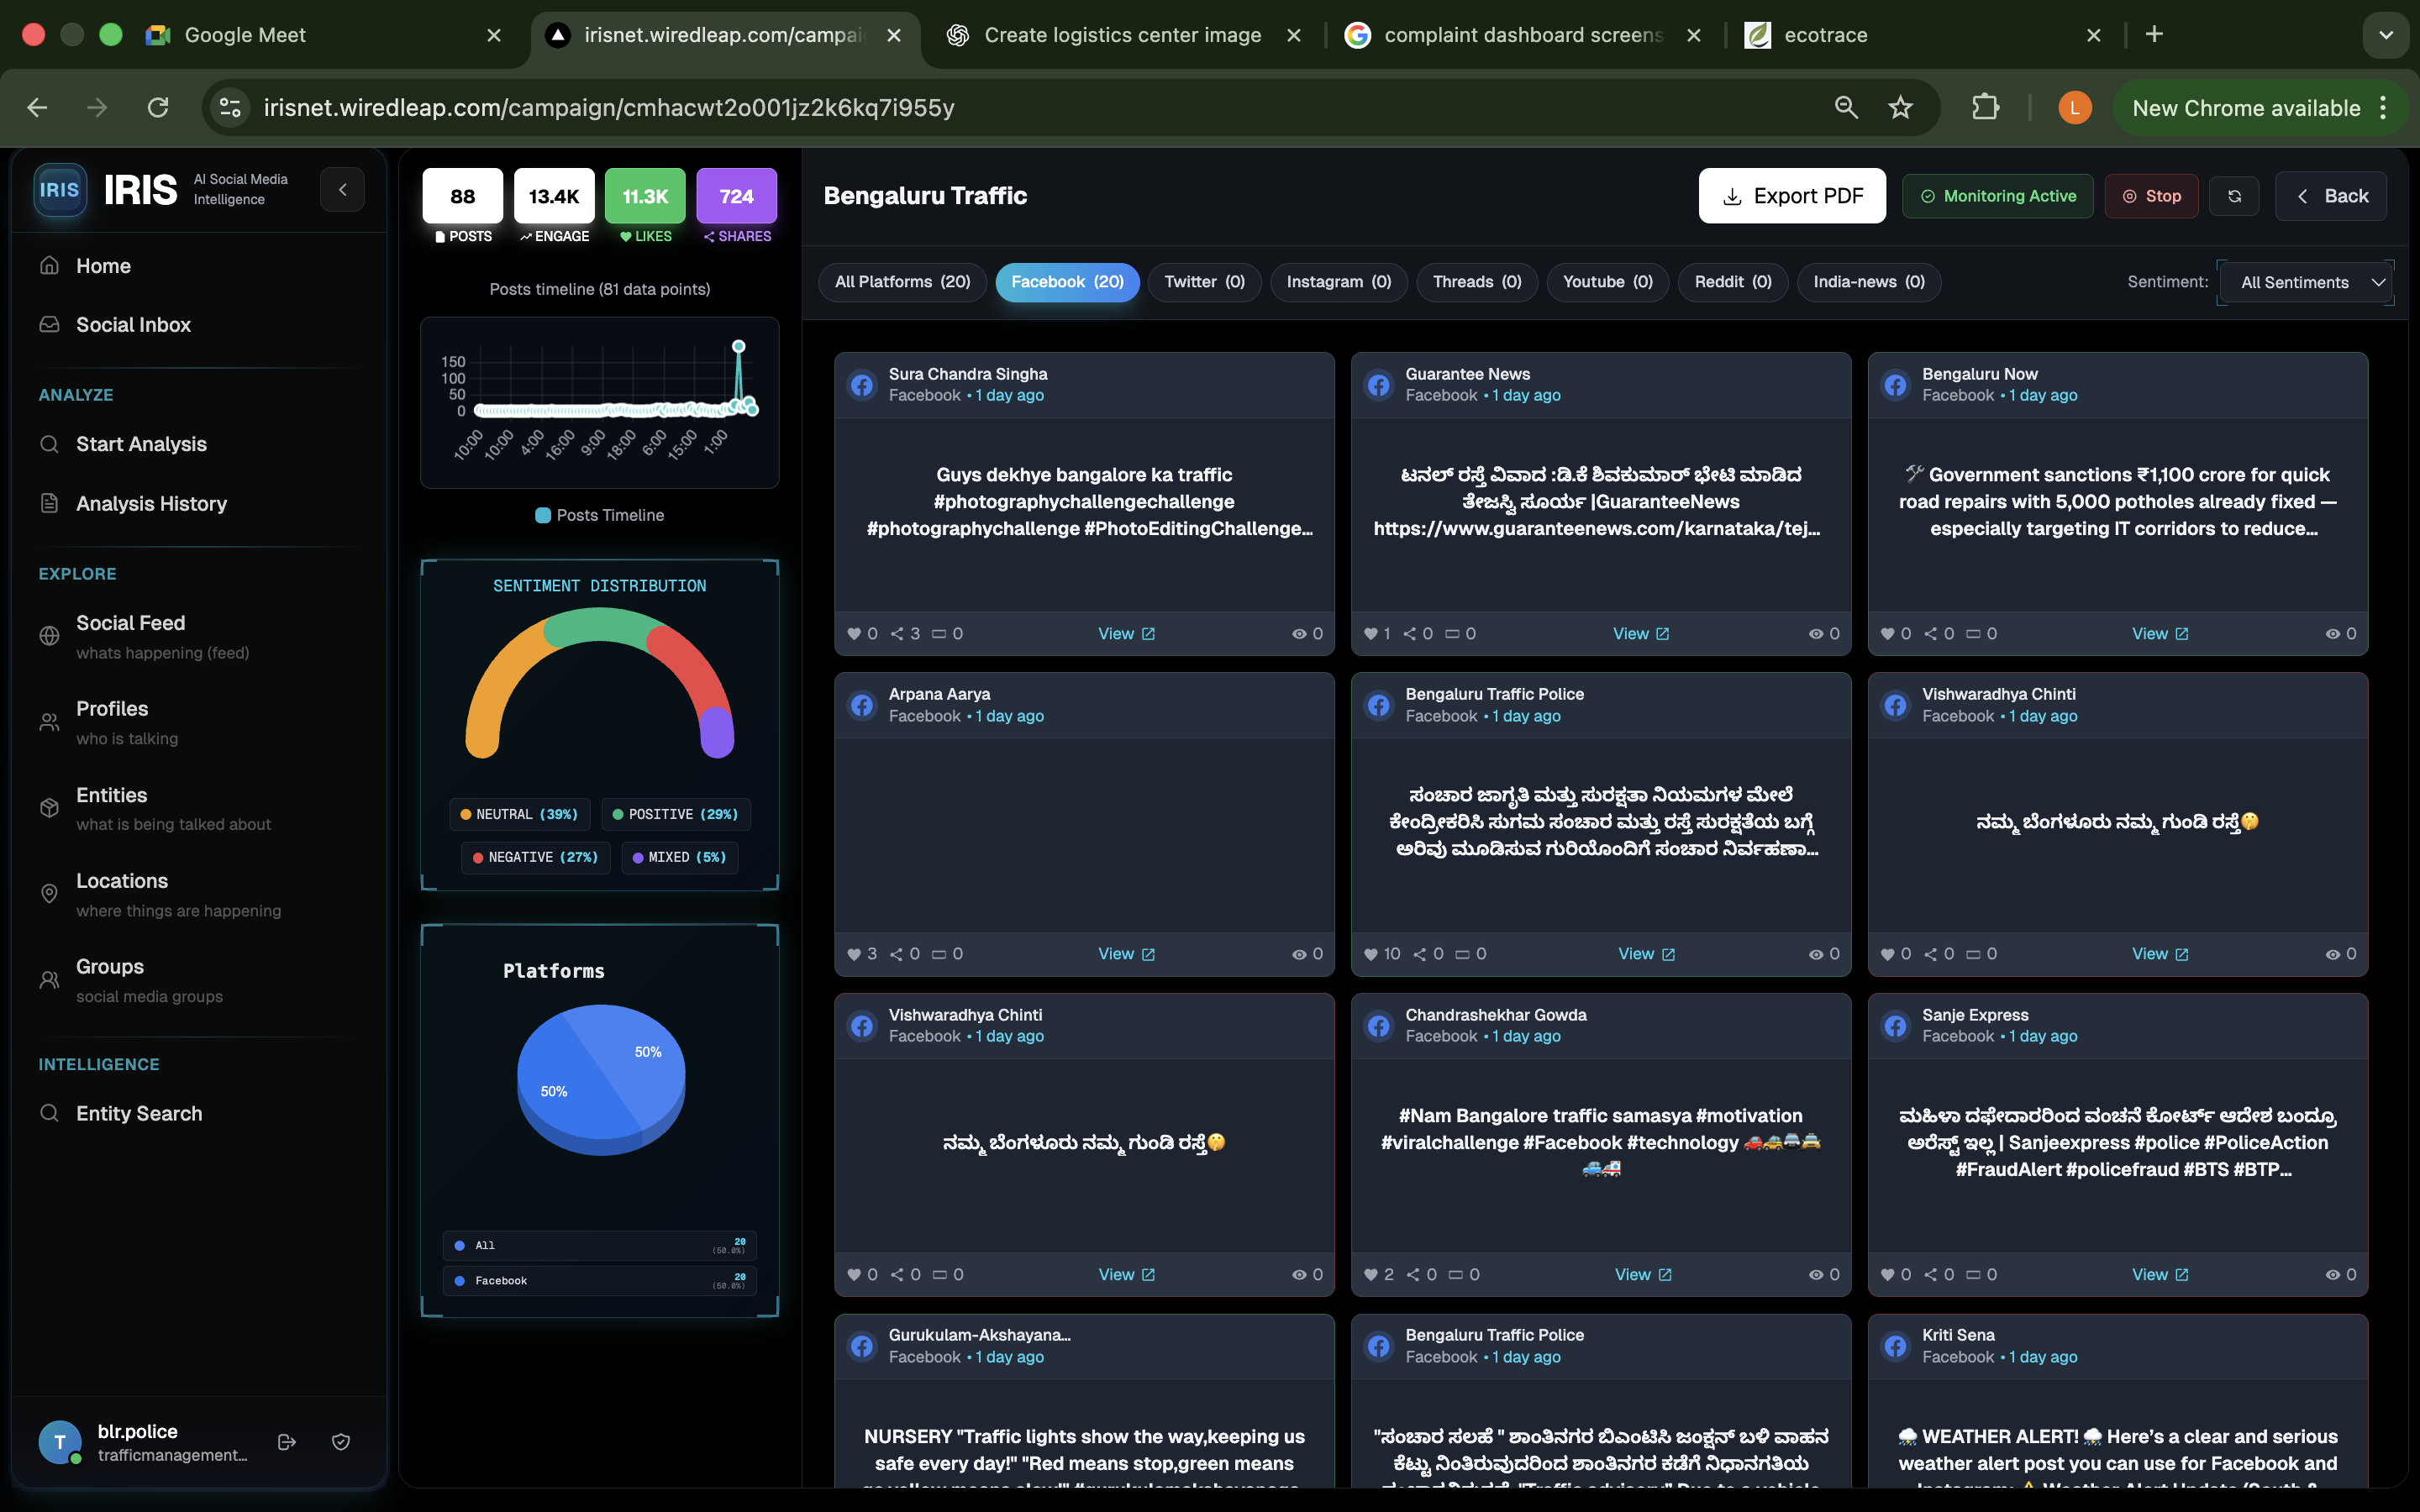 Google Meet
irisnet.wiredleap.com/campai
Create logistics center image
complaint dashboard screens
ecotrace
irisnet.wiredleap.com/campaign/cmhacwt2o001jz2k6kq7i955y
L
New Chrome available
IRIS
IRIS
AI Social Media
Intelligence
Home
Social Inbox
ANALYZE
Start Analysis
Analysis History
EXPLORE
Social Feed
whats happening (feed)
Profiles
who is talking
Entities
what is being talked about
Locations
where things are happening
Groups
social media groups
INTELLIGENCE
Entity Search
T
blr.police
trafficmanagement...
88 13.4K 11.3K 724
POSTS ENGAGE LIKES SHARES
Posts timeline (81 data points)
150
100
50
0
10:00 10:00 4:00 16:00 9:00 18:00 6:00 15:00 1:00
Posts Timeline
SENTIMENT DISTRIBUTION
NEUTRAL (39%) POSITIVE (29%)
NEGATIVE (27%) MIXED (5%)
Platforms
50%
50%
All 20 (50.0%)
Facebook 20 (50.0%)
Bengaluru Traffic
Export PDF
Monitoring Active
Stop
Back
All Platforms (20) Facebook (20) Twitter (0) Instagram (0) Threads (0) Youtube (0) Reddit (0) India-news (0)
Sentiment: All Sentiments
Sura Chandra Singha
Facebook • 1 day ago
Guys dekhye bangalore ka traffic
#photographychallengechallenge
#photographychallenge #PhotoEditingChallenge...
0 3 0 View 0
Guarantee News
Facebook • 1 day ago
ಟನಲ್ ರಸ್ತೆ ವಿವಾದ :ಡಿ.ಕೆ ಶಿವಕುಮಾರ್ ಭೇಟಿ ಮಾಡಿದ
ತೇಜಸ್ವಿ ಸೂರ್ಯ |GuaranteeNews
https://www.guaranteenews.com/karnataka/tej...
1 0 0 View 0
Bengaluru Now
Facebook • 1 day ago
🛠️ Government sanctions ₹1,100 crore for quick
road repairs with 5,000 potholes already fixed —
especially targeting IT corridors to reduce...
0 0 0 View 0
Arpana Aarya
Facebook • 1 day ago
3 0 0 View 0
Bengaluru Traffic Police
Facebook • 1 day ago
ಸಂಚಾರ ಜಾಗೃತಿ ಮತ್ತು ಸುರಕ್ಷತಾ ನಿಯಮಗಳ ಮೇಲೆ
ಕೇಂದ್ರೀಕರಿಸಿ ಸುಗಮ ಸಂಚಾರ ಮತ್ತು ರಸ್ತೆ ಸುರಕ್ಷತೆಯ ಬಗ್ಗೆ
ಅರಿವು ಮೂಡಿಸುವ ಗುರಿಯೊಂದಿಗೆ ಸಂಚಾರ ನಿರ್ವಹಣಾ...
10 0 0 View 0
Vishwaradhya Chinti
Facebook • 1 day ago
ನಮ್ಮ ಬೆಂಗಳೂರು ನಮ್ಮ ಗುಂಡಿ ರಸ್ತೆ🤫
0 0 0 View 0
Vishwaradhya Chinti
Facebook • 1 day ago
ನಮ್ಮ ಬೆಂಗಳೂರು ನಮ್ಮ ಗುಂಡಿ ರಸ್ತೆ🤫
0 0 0 View 0
Chandrashekhar Gowda
Facebook • 1 day ago
#Nam Bangalore traffic samasya #motivation
#viralchallenge #Facebook #technology 🚗🚕🚘🚖
🚙🚑
2 0 0 View 0
Sanje Express
Facebook • 1 day ago
ಮಹಿಳಾ ದಫೇದಾರರಿಂದ ವಂಚನೆ ಕೋರ್ಟ್ ಆದೇಶ ಬಂದ್ರೂ
ಅರೆಸ್ಟ್ ಇಲ್ಲ | Sanjeexpress #police #PoliceAction
#FraudAlert #policefraud #BTS #BTP...
0 0 0 View 0
Gurukulam-Akshayana...
Facebook • 1 day ago
NURSERY "Traffic lights show the way,keeping us
safe every day!" "Red means stop,green means
Bengaluru Traffic Police
Facebook • 1 day ago
"ಸಂಚಾರ ಸಲಹೆ " ಶಾಂತಿನಗರ ಬಿಎಂಟಿಸಿ ಜಂಕ್ಷನ್ ಬಳಿ ವಾಹನ
ಕೆಟ್ಟು ನಿಂತಿರುವುದರಿಂದ ಶಾಂತಿನಗರ ಕಡೆಗೆ ನಿಧಾನಗತಿಯ
Kriti Sena
Facebook • 1 day ago
⛈️ WEATHER ALERT! ⛈️ Here's a clear and serious
weather alert post you can use for Facebook and